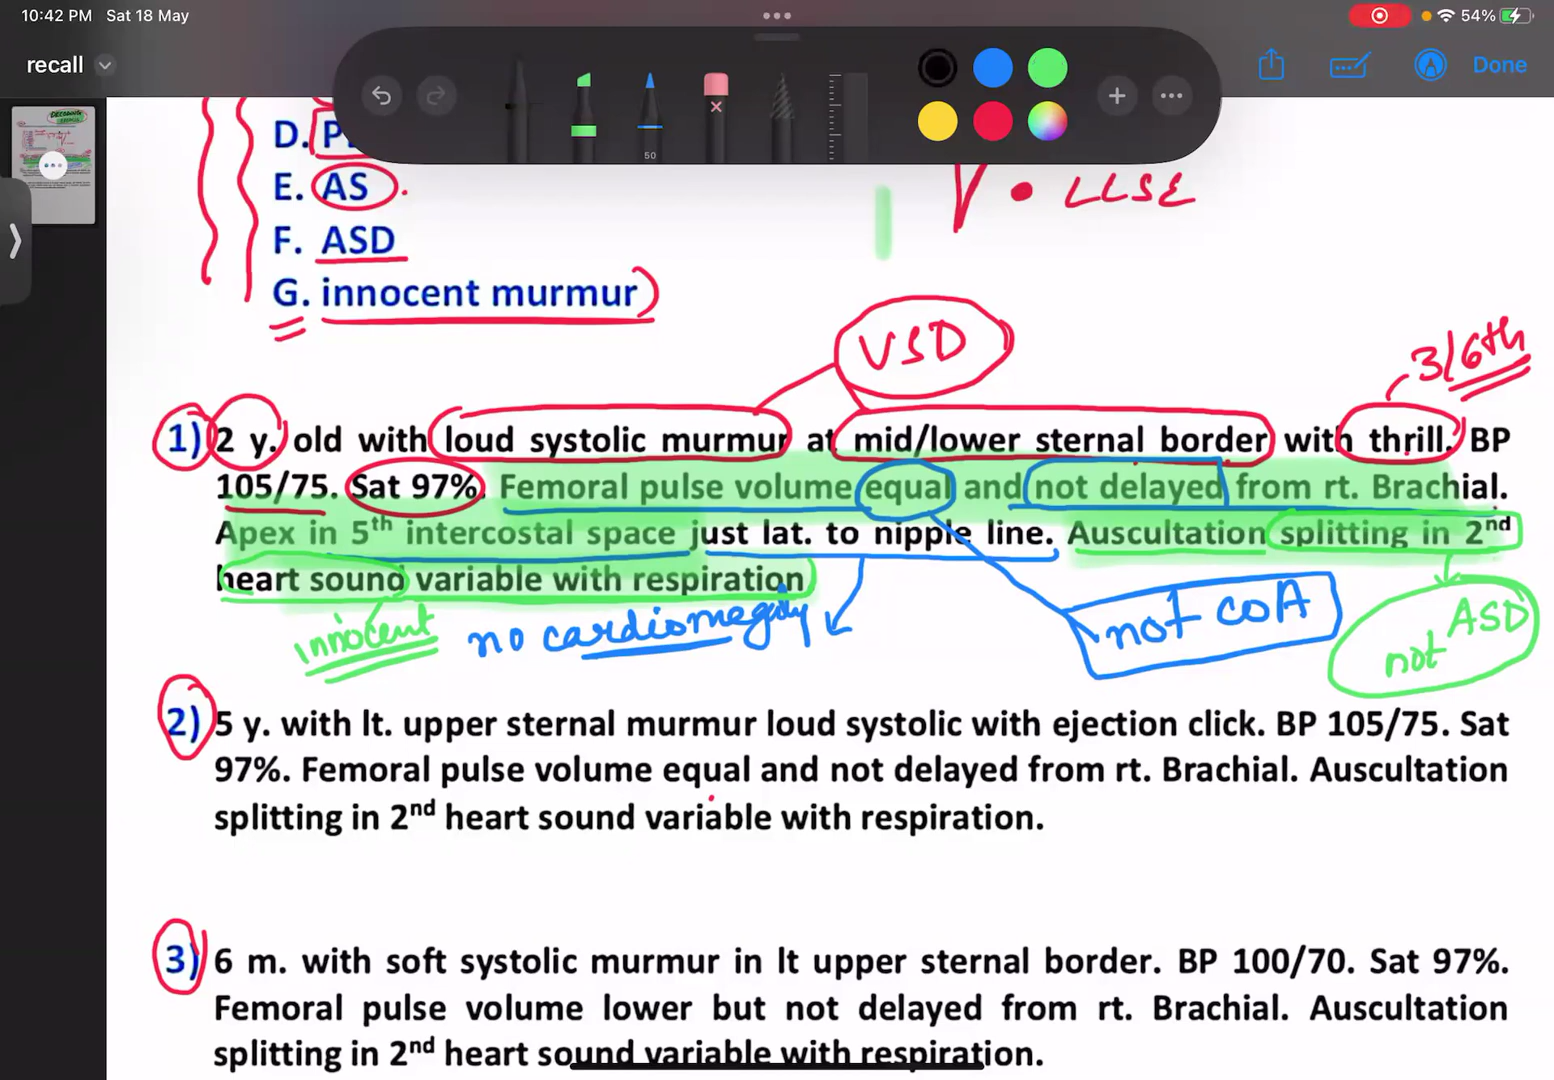 10:42 PM Sat 18 May
54%
recall
Done
50
D. P
E. AS
LLSE
F. ASD
G. innocent murmur
VSD
3/6th
1) 2 y. old with loud systolic murmur at mid/lower sternal border with thrill. BP
105/75. Sat 97%. Femoral pulse volume equal and not delayed from rt. Brachial.
Apex in 5th intercostal space just lat. to nipple line. Auscultation splitting in 2nd
heart sound variable with respiration
innocent
no cardiomegaly
not COA
not ASD
2) 5 y. with lt. upper sternal murmur loud systolic with ejection click. BP 105/75. Sat
97%. Femoral pulse volume equal and not delayed from rt. Brachial. Auscultation
splitting in 2nd heart sound variable with respiration.
3) 6 m. with soft systolic murmur in lt upper sternal border. BP 100/70. Sat 97%.
Femoral pulse volume lower but not delayed from rt. Brachial. Auscultation
splitting in 2nd heart sound variable with respiration.